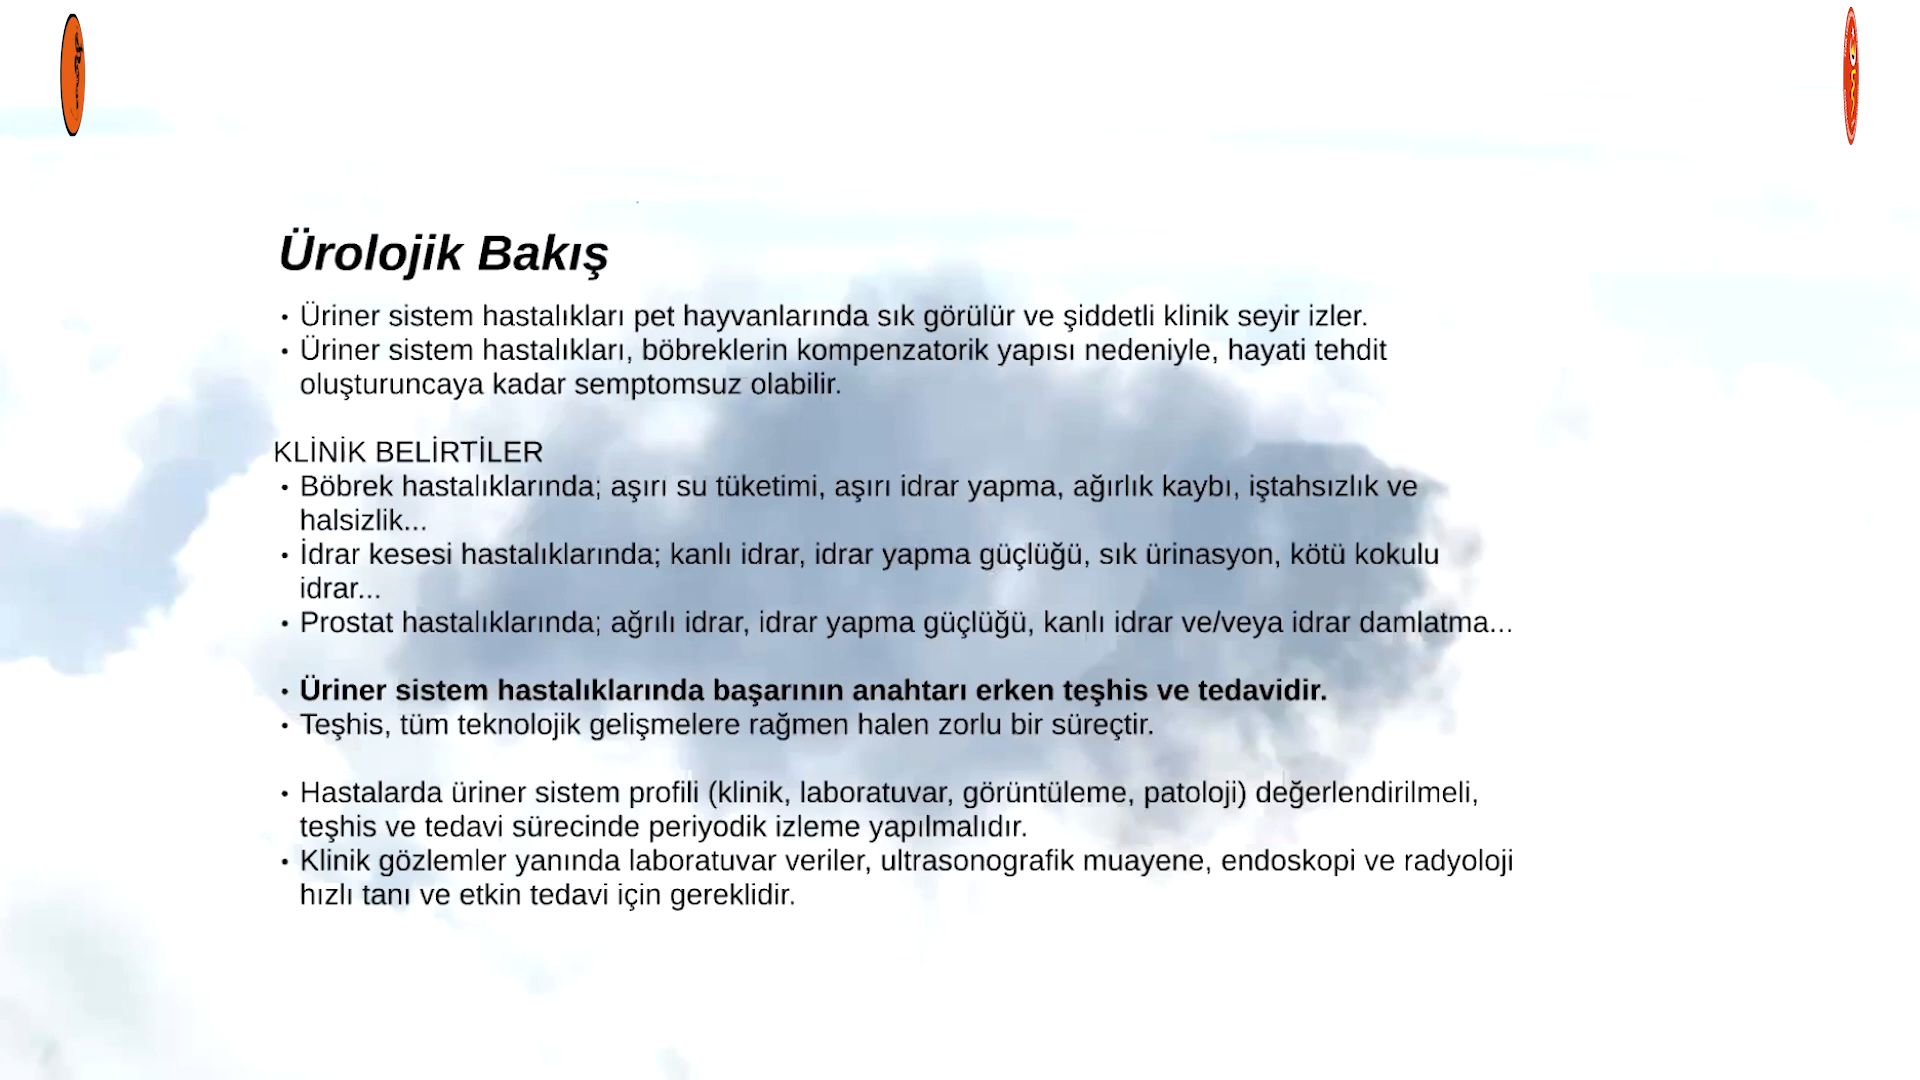 Ürolojik Bakış
• Üriner sistem hastalıkları pet hayvanlarında sık görülür ve şiddetli klinik seyir izler.
• Üriner sistem hastalıkları, böbreklerin kompenzatorik yapısı nedeniyle, hayati tehdit
oluşturuncaya kadar semptomsuz olabilir.
KLİNİK BELİRTİLER
• Böbrek hastalıklarında; aşırı su tüketimi, aşırı idrar yapma, ağırlık kaybı, iştahsızlık ve
halsizlik...
• İdrar kesesi hastalıklarında; kanlı idrar, idrar yapma güçlüğü, sık ürinasyon, kötü kokulu
idrar...
• Prostat hastalıklarında; ağrılı idrar, idrar yapma güçlüğü, kanlı idrar ve/veya idrar damlatma...
• Üriner sistem hastalıklarında başarının anahtarı erken teşhis ve tedavidir.
• Teşhis, tüm teknolojik gelişmelere rağmen halen zorlu bir süreçtir.
• Hastalarda üriner sistem profili (klinik, laboratuvar, görüntüleme, patoloji) değerlendirilmeli,
teşhis ve tedavi sürecinde periyodik izleme yapılmalıdır.
• Klinik gözlemler yanında laboratuvar veriler, ultrasonografik muayene, endoskopi ve radyoloji
hızlı tanı ve etkin tedavi için gereklidir.